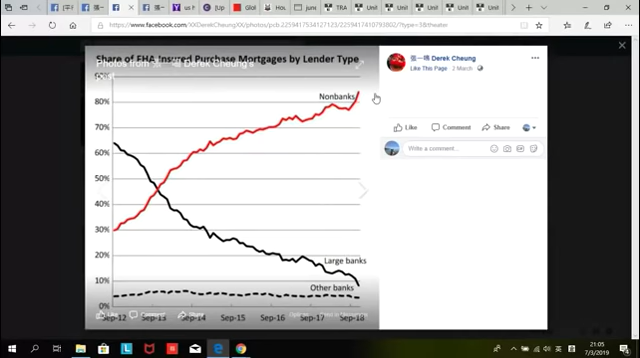 https://www.facebook.com/XXDerekCheungXX/photos/pcb.2259417534127123/2259417410793802/?type=3&theater
Share of FHA Insured Purchase Mortgages by Lender Type
Derek Cheung's
Derek Cheung
Like This Page
2 March
Like
Comment
Share
Write a comment...
Nonbanks
Large banks
Other banks
80%
70%
60%
50%
40%
30%
20%
10%
0%
Sep-12
Sep-13
Sep-14
Sep-15
Sep-16
Sep-17
Sep-18
21:05
7/3/2019